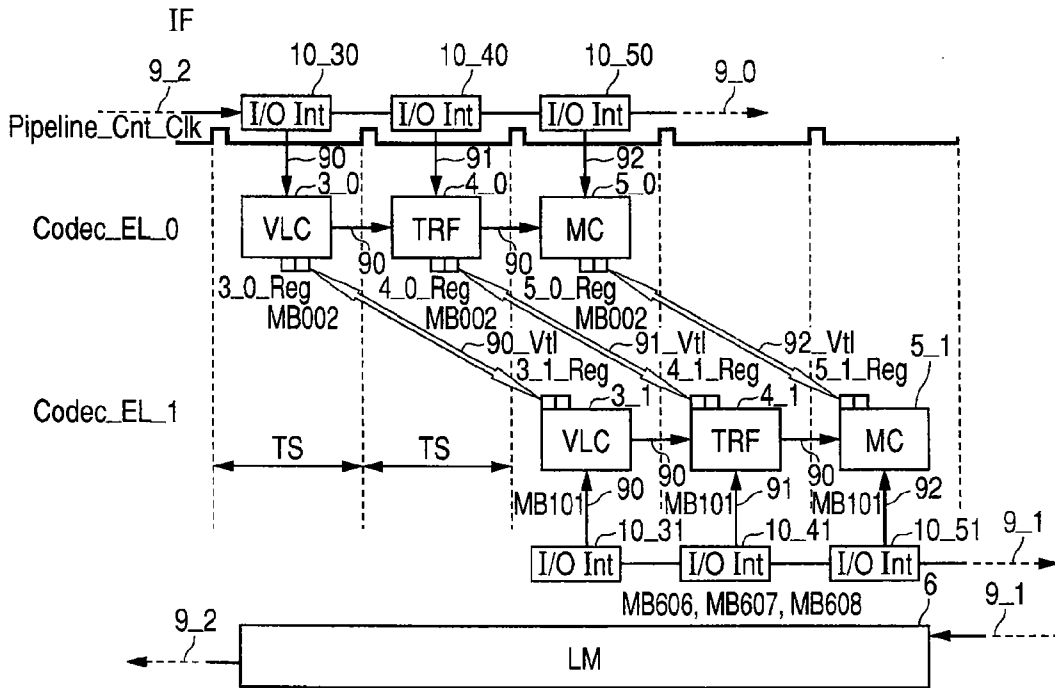 IF
10_30 10_40 10_50
9_2 9_0
I/O Int I/O Int I/O Int
Pipeline_Cnt_Clk
90 91 92
3_0 4_0 5_0
Codec_EL_0 VLC TRF MC
90 90
3_0_Reg 4_0_Reg 5_0_Reg
MB002 MB002 MB002
90_Vtl 91_Vtl 92_Vtl
3_1_Reg 4_1_Reg 5_1_Reg 5_1
3_1 4_1
Codec_EL_1 VLC TRF MC
TS TS 90 90
MB101 90 MB101 91 MB101 92
10_31 10_41 10_51 9_1
I/O Int I/O Int I/O Int
MB606, MB607, MB608 6 9_1
9_2
LM